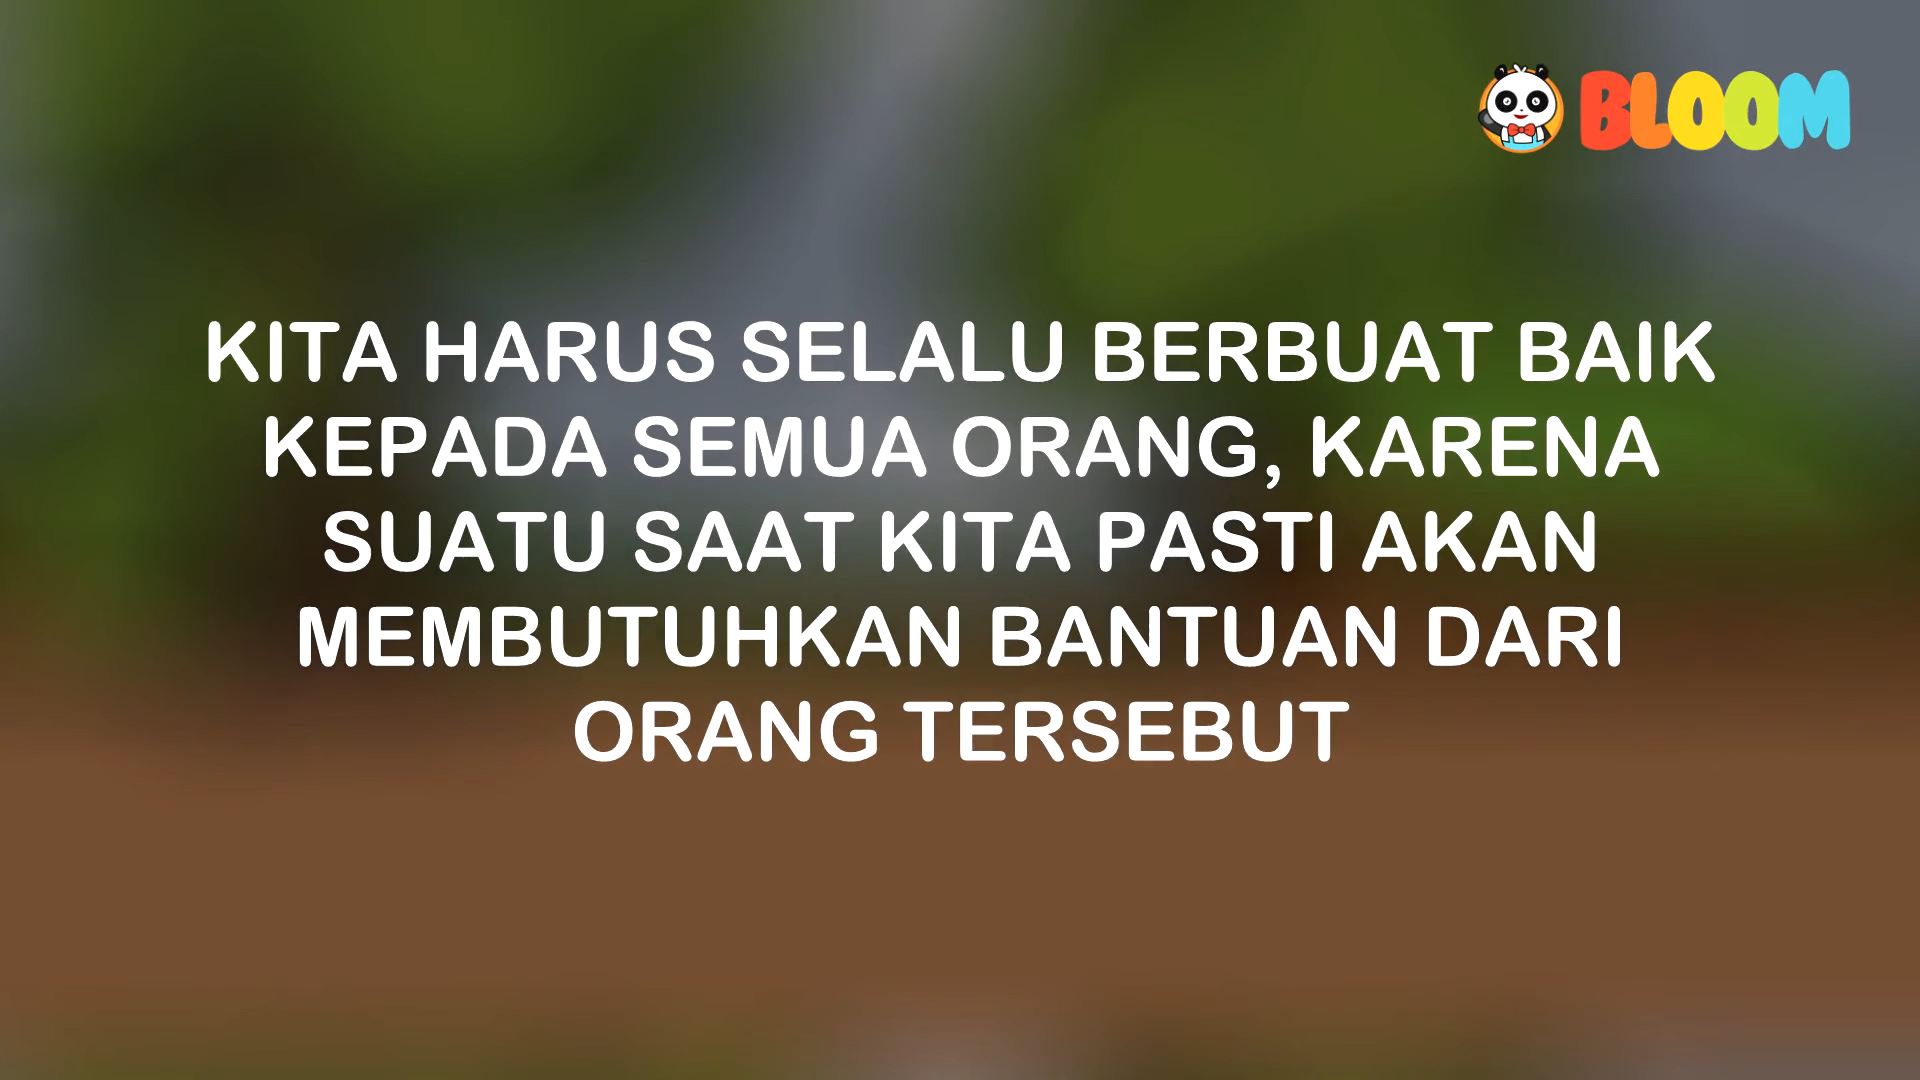 BLOOM
KITA HARUS SELALU BERBUAT BAIK
KEPADA SEMUA ORANG, KARENA
SUATU SAAT KITA PASTI AKAN
MEMBUTUHKAN BANTUAN DARI
ORANG TERSEBUT